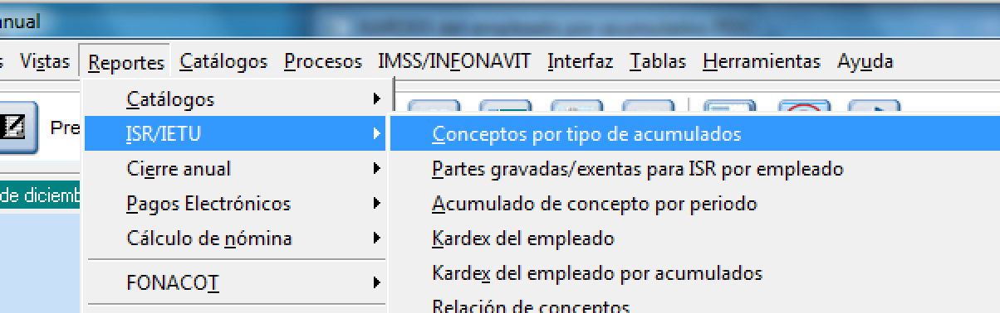 anual
s Vistas Reportes Catálogos Procesos IMSS/INFONAVIT Interfaz Tablas Herramientas Ayuda
Catálogos
Pre
ISR/IETU
Conceptos por tipo de acumulados
Cierre anual
Partes gravadas/exentas para ISR por empleado
de diciemb
Pagos Electrónicos
Acumulado de concepto por periodo
Cálculo de nómina
Kardex del empleado
FONACOT
Kardex del empleado por acumulados
Relación de conceptos